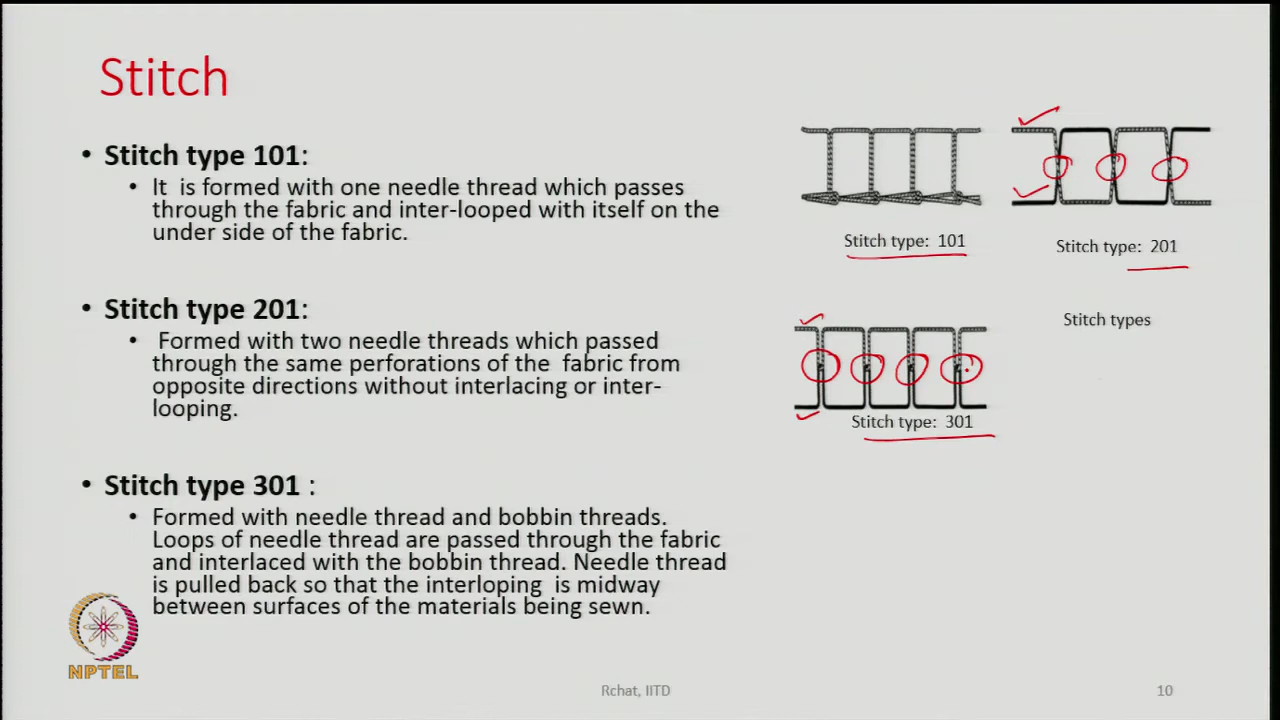 Stitch
• Stitch type 101:
• It is formed with one needle thread which passes
through the fabric and inter-looped with itself on the
under side of the fabric.
• Stitch type 201:
• Formed with two needle threads which passed
through the same perforations of the fabric from
opposite directions without interlacing or inter-
looping.
• Stitch type 301 :
• Formed with needle thread and bobbin threads.
Loops of needle thread are passed through the fabric
and interlaced with the bobbin thread. Needle thread
is pulled back so that the interloping is midway
between surfaces of the materials being sewn.
Stitch type: 101
Stitch type: 201
Stitch types
Stitch type: 301
NPTEL
Rchat, IITD
10